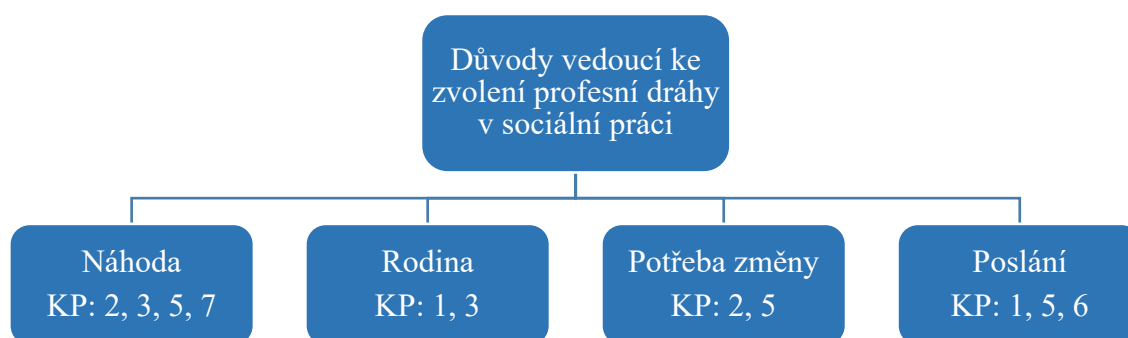 Důvody vedoucí ke
zvolení profesní dráhy
v sociální práci
Náhoda
KP: 2, 3, 5, 7
Rodina
KP: 1, 3
Potřeba změny
KP: 2, 5
Poslání
KP: 1, 5, 6